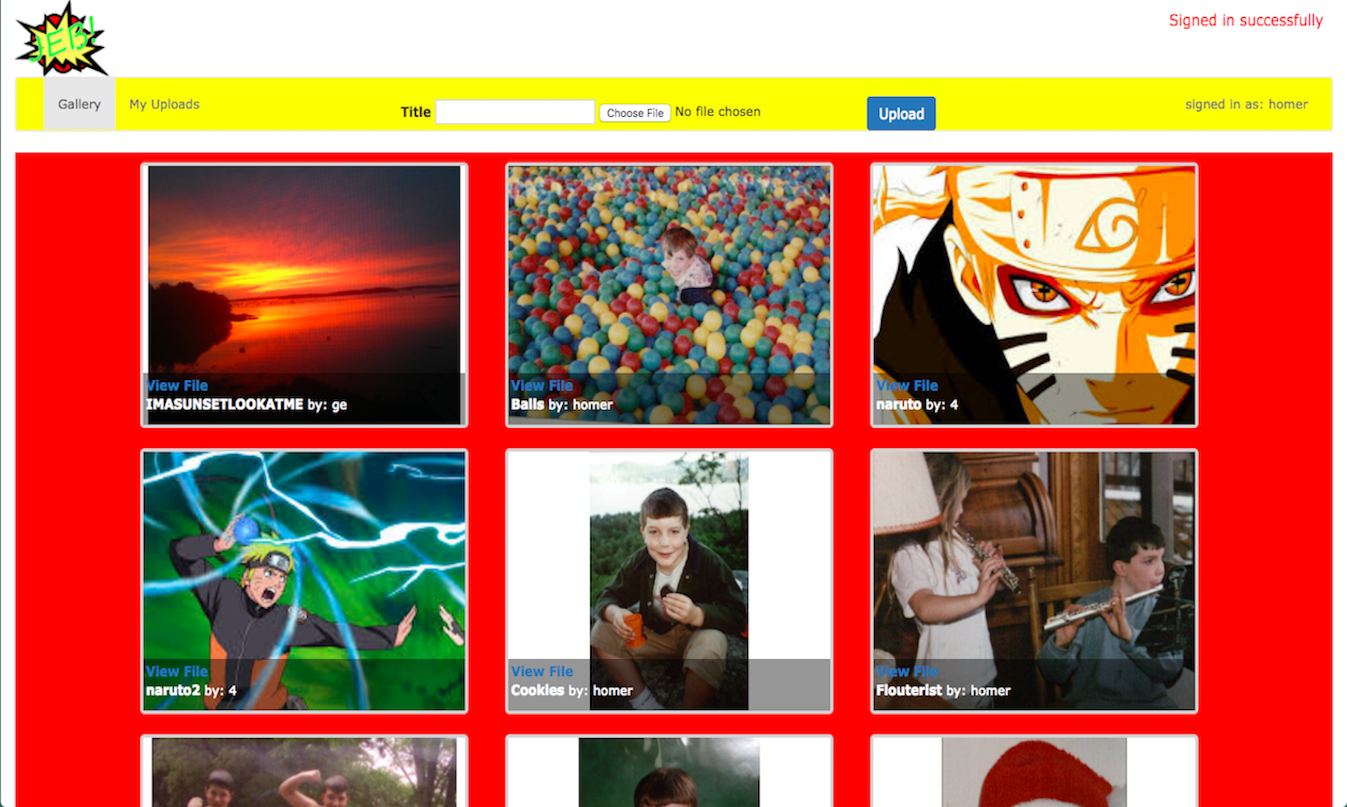 JEB!
Signed in successfully
Gallery
My Uploads
Title
Choose File
No file chosen
Upload
signed in as: homer
View File
IMASUNSETLOOKATME by: ge
View File
Balls by: homer
View File
naruto by: 4
View File
naruto2 by: 4
View File
Cookies by: homer
View File
Flouterist by: homer